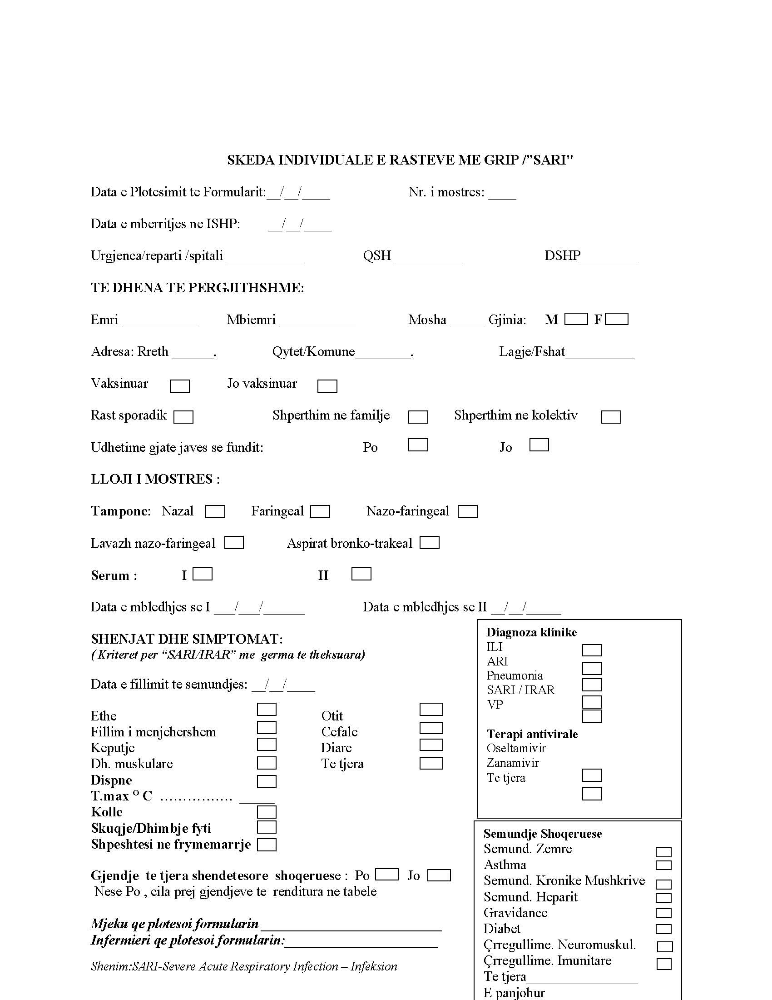 SKEDA INDIVIDUALE E RASTEVE ME GRIP /”SARI"
Data e Plotesimit te Formularit:__/__/____ Nr. i mostres: ____
Data e mberritjes ne ISHP: __/__/____
Urgjenca/reparti /spitali ___________ QSH __________ DSHP________
TE DHENA TE PERGJITHSHME:
Emri ___________ Mbiemri ___________ Mosha _____ Gjinia: M F
Adresa: Rreth ______, Qytet/Komune________, Lagje/Fshat__________
Vaksinuar Jo vaksinuar
Rast sporadik Shperthim ne familje Shperthim ne kolektiv
Udhetime gjate javes se fundit: Po Jo
LLOJI I MOSTRES :
Tampone: Nazal Faringeal Nazo-faringeal
Lavazh nazo-faringeal Aspirat bronko-trakeal
Serum : I II
Data e mbledhjes se I ___/___/______ Data e mbledhjes se II __/__/_____
SHENJAT DHE SIMPTOMAT:
( Kriteret per “SARI/IRAR” me germa te theksuara)
Data e fillimit te semundjes: __/__/____
Ethe Otit
Fillim i menjehershem Cefale
Keputje Diare
Dh. muskulare Te tjera
Dispne
T.max O C ................ _____
Kolle
Skuqje/Dhimbje fyti
Shpeshtesi ne frymemarrje
Gjendje te tjera shendetesore shoqeruese : Po Jo
Nese Po , cila prej gjendjeve te renditura ne tabele
Mjeku qe plotesoi formularin __________________________
Infermieri qe plotesoi formularin:______________________
Shenim:SARI-Severe Acute Respiratory Infection – Infeksion
Diagnoza klinike
ILI
ARI
Pneumonia
SARI / IRAR
VP
Terapi antivirale
Oseltamivir
Zanamivir
Te tjera
Semundje Shoqeruese
Semund. Zemre
Asthma
Semund. Kronike Mushkrive
Semund. Heparit
Gravidance
Diabet
Çrregullime. Neuromuskul.
Çrregullime. Imunitare
Te tjera________________
E panjohur